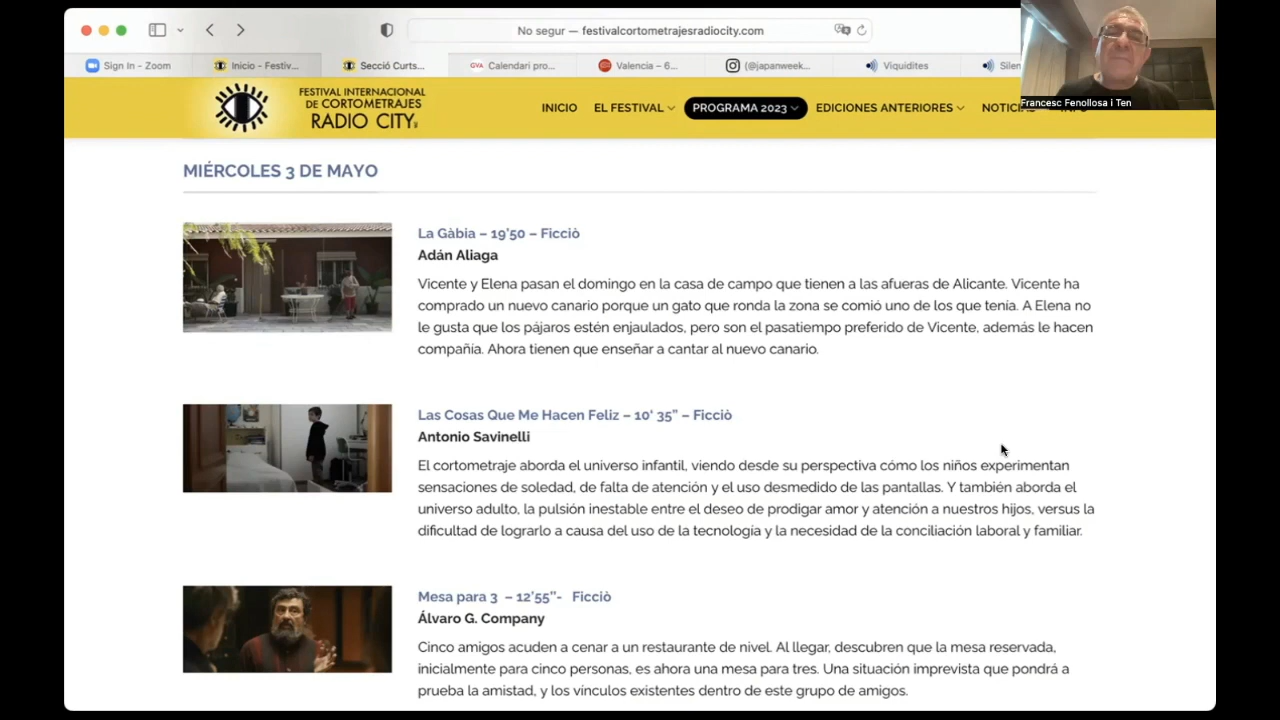 No segur — festivalcortometrajesradiocity.com
Sign In - Zoom
Inicio - Festiv...
Secció Curts...
GVA Calendari pro...
Valencia – 6...
(@japanweek...
Viquidites
Silen
Francesc Fenollosa i Ten
FESTIVAL INTERNACIONAL
DE CORTOMETRAJES
RADIO CITY
INICIO
EL FESTIVAL
PROGRAMA 2023
EDICIONES ANTERIORES
MIÉRCOLES 3 DE MAYO
La Gàbia – 19'50 – Ficciò
Adán Aliaga
Vicente y Elena pasan el domingo en la casa de campo que tienen a las afueras de Alicante. Vicente ha
comprado un nuevo canario porque un gato que ronda la zona se comió uno de los que tenía. A Elena no
le gusta que los pájaros estén enjaulados, pero son el pasatiempo preferido de Vicente, además le hacen
compañía. Ahora tienen que enseñar a cantar al nuevo canario.
Las Cosas Que Me Hacen Feliz – 10' 35" – Ficciò
Antonio Savinelli
El cortometraje aborda el universo infantil, viendo desde su perspectiva cómo los niños experimentan
sensaciones de soledad, de falta de atención y el uso desmedido de las pantallas. Y también aborda el
universo adulto, la pulsión inestable entre el deseo de prodigar amor y atención a nuestros hijos, versus la
dificultad de lograrlo a causa del uso de la tecnología y la necesidad de la conciliación laboral y familiar.
Mesa para 3 – 12'55"- Ficciò
Álvaro G. Company
Cinco amigos acuden a cenar a un restaurante de nivel. Al llegar, descubren que la mesa reservada,
inicialmente para cinco personas, es ahora una mesa para tres. Una situación imprevista que pondrá a
prueba la amistad, y los vínculos existentes dentro de este grupo de amigos.